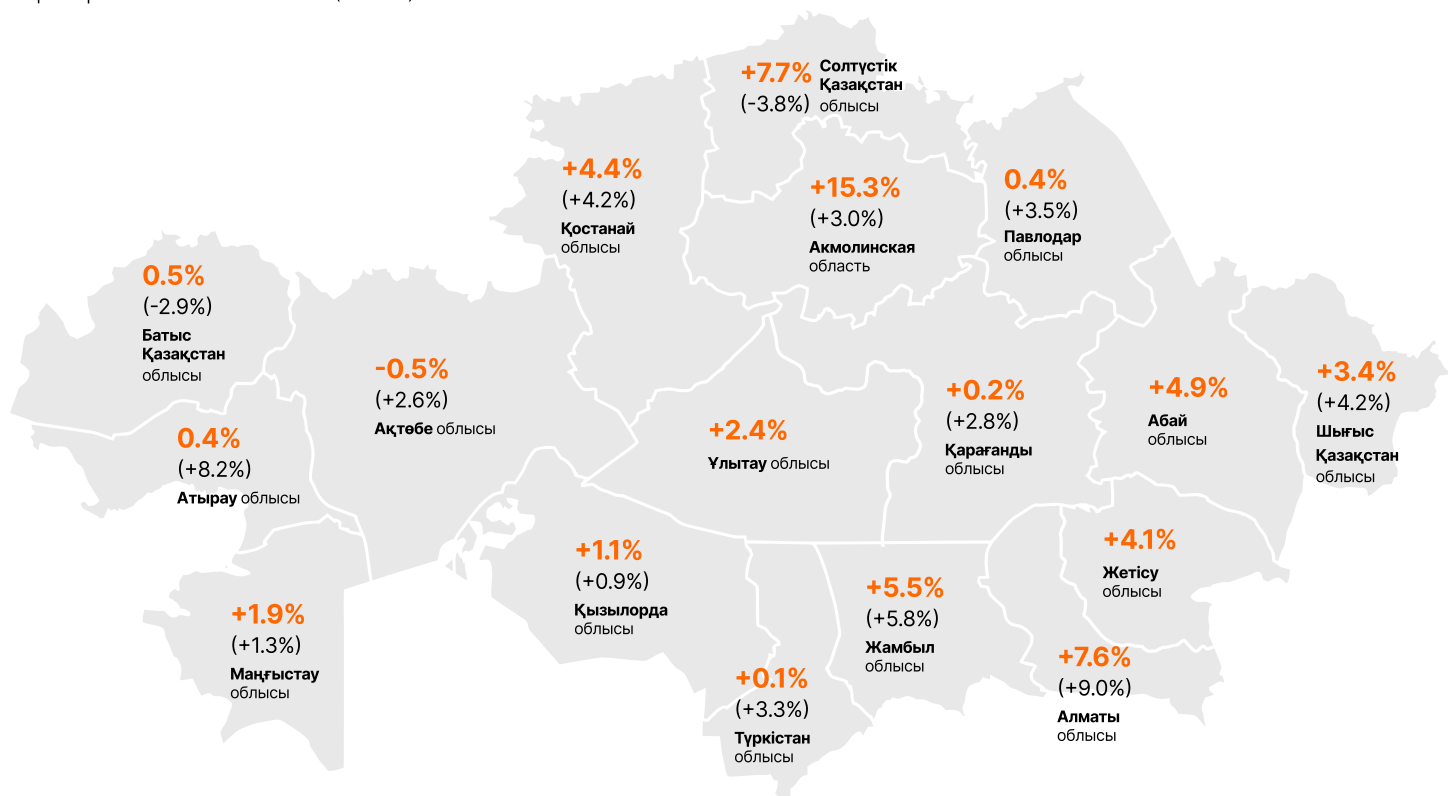 +7.7%
(-3.8%)
Солтүстік
Қазақстан
облысы
+4.4%
(+4.2%)
Қостанай
облысы
+15.3%
(+3.0%)
Акмолинская
область
0.4%
(+3.5%)
Павлодар
облысы
0.5%
(-2.9%)
Батыс
Қазақстан
облысы
-0.5%
(+2.6%)
Ақтөбе облысы
0.4%
(+8.2%)
Атырау облысы
+2.4%
Ұлытау облысы
+0.2%
(+2.8%)
Қарағанды
облысы
+4.9%
Абай
облысы
+3.4%
(+4.2%)
Шығыс
Қазақстан
облысы
+1.9%
(+1.3%)
Маңғыстау
облысы
+1.1%
(+0.9%)
Қызылорда
облысы
+0.1%
(+3.3%)
Түркістан
облысы
+5.5%
(+5.8%)
Жамбыл
облысы
+4.1%
Жетісу
облысы
+7.6%
(+9.0%)
Алматы
облысы